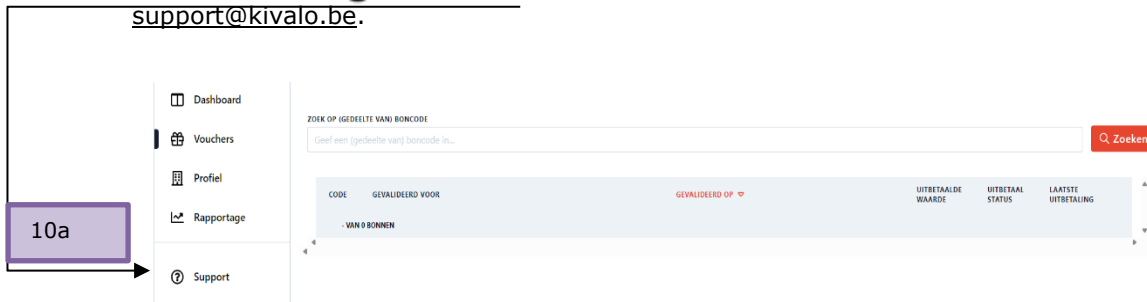 support@kivalo.be.
Dashboard
Vouchers
Profiel
Rapportage
Support
10a
ZOEK OP (GEDEELTE VAN) BONCODE
Geef een (gedeelte van) boncode in...
Zoeken
CODE GEVALIDEERD VOOR GEVALIDEERD OP UITBETAALDE WAARDE UITBETAAL STATUS LAATSTE UITBETALING
- VAN 0 BONNEN